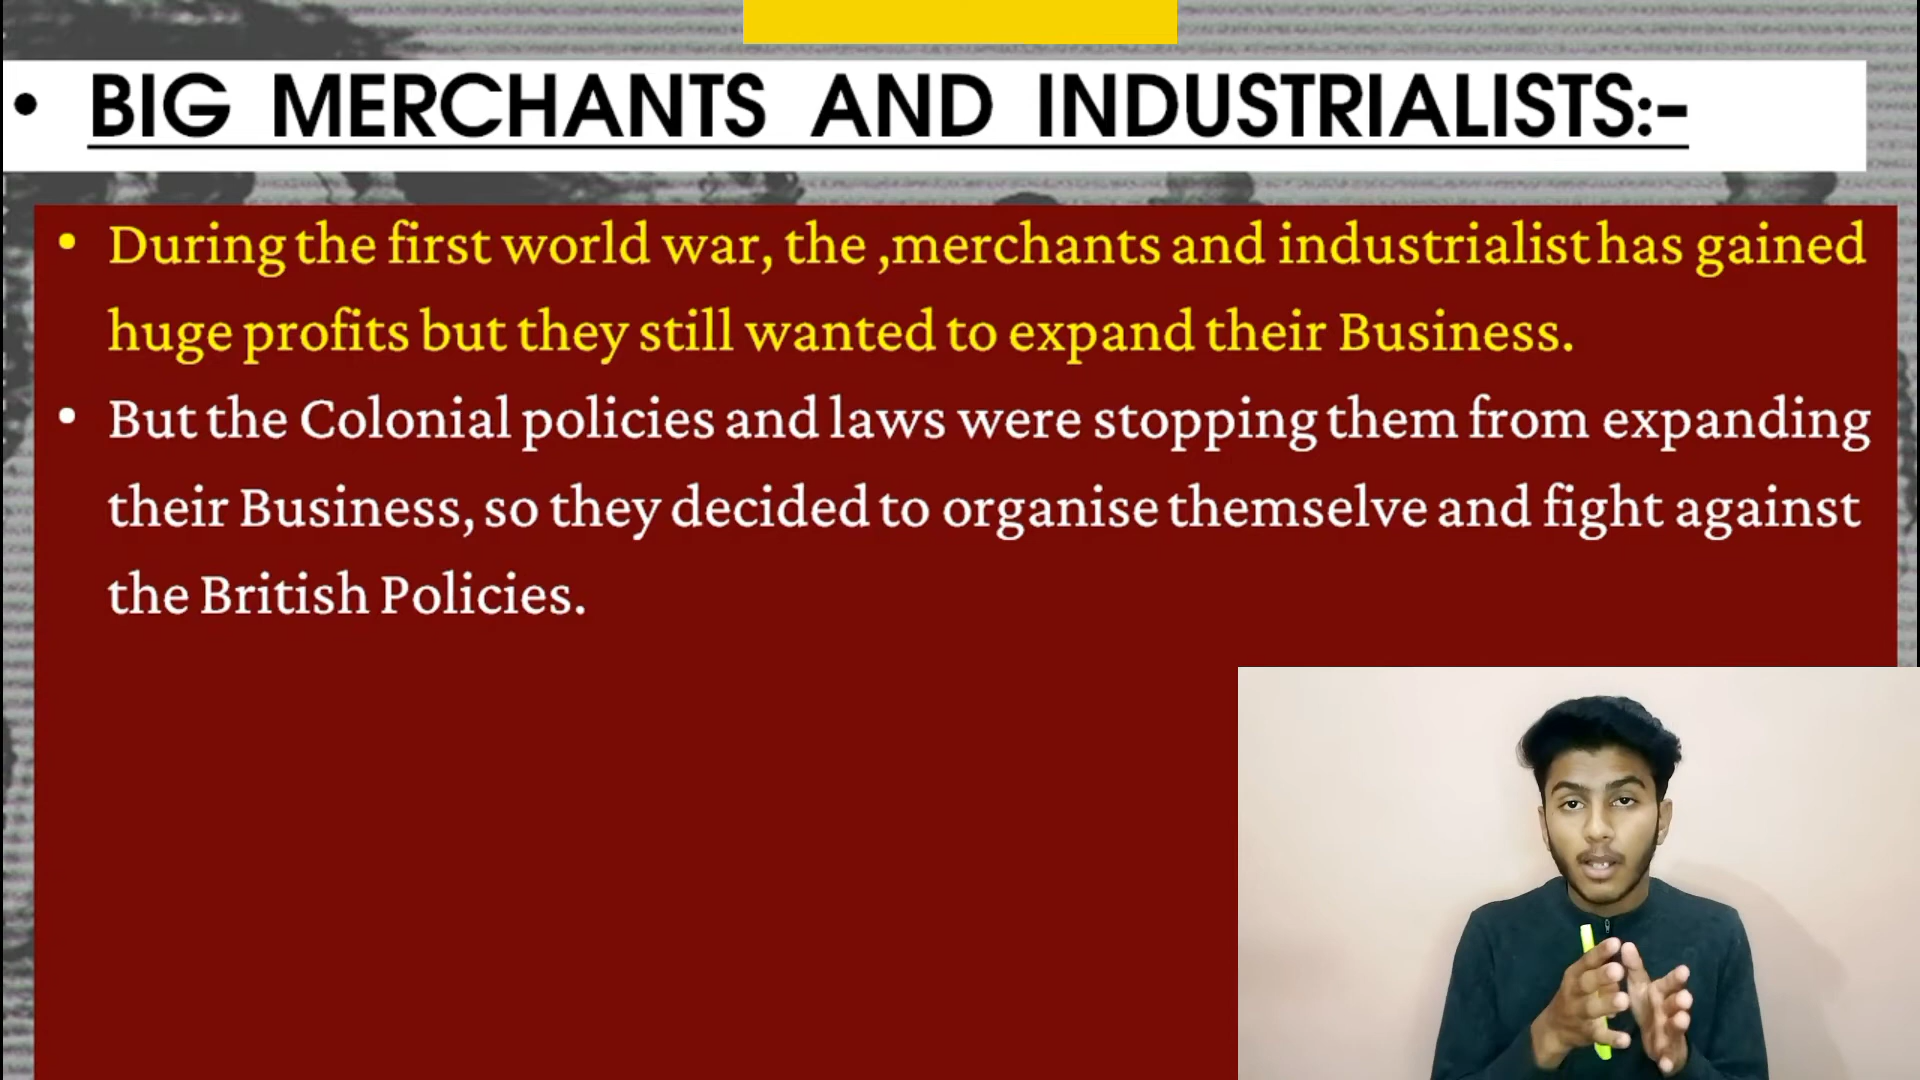 • BIG MERCHANTS AND INDUSTRIALISTS:-
• During the first world war, the ,merchants and industrialist has gained
huge profits but they still wanted to expand their Business.
• But the Colonial policies and laws were stopping them from expanding
their Business, so they decided to organise themselve and fight against
the British Policies.